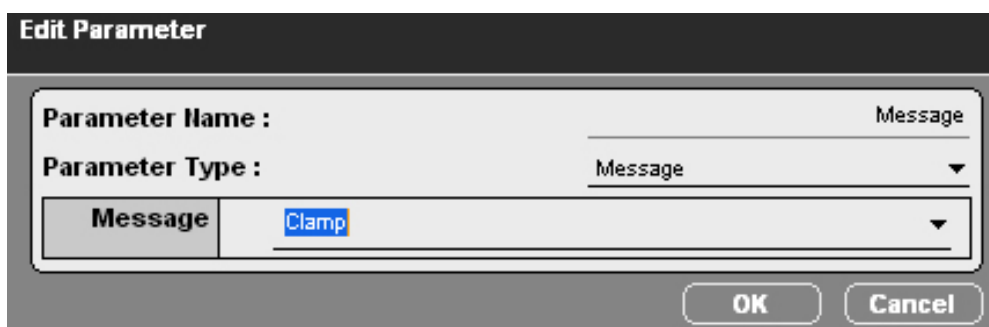 Edit Parameter
Parameter Name : Message
Parameter Type : Message
Message Clamp
OK Cancel